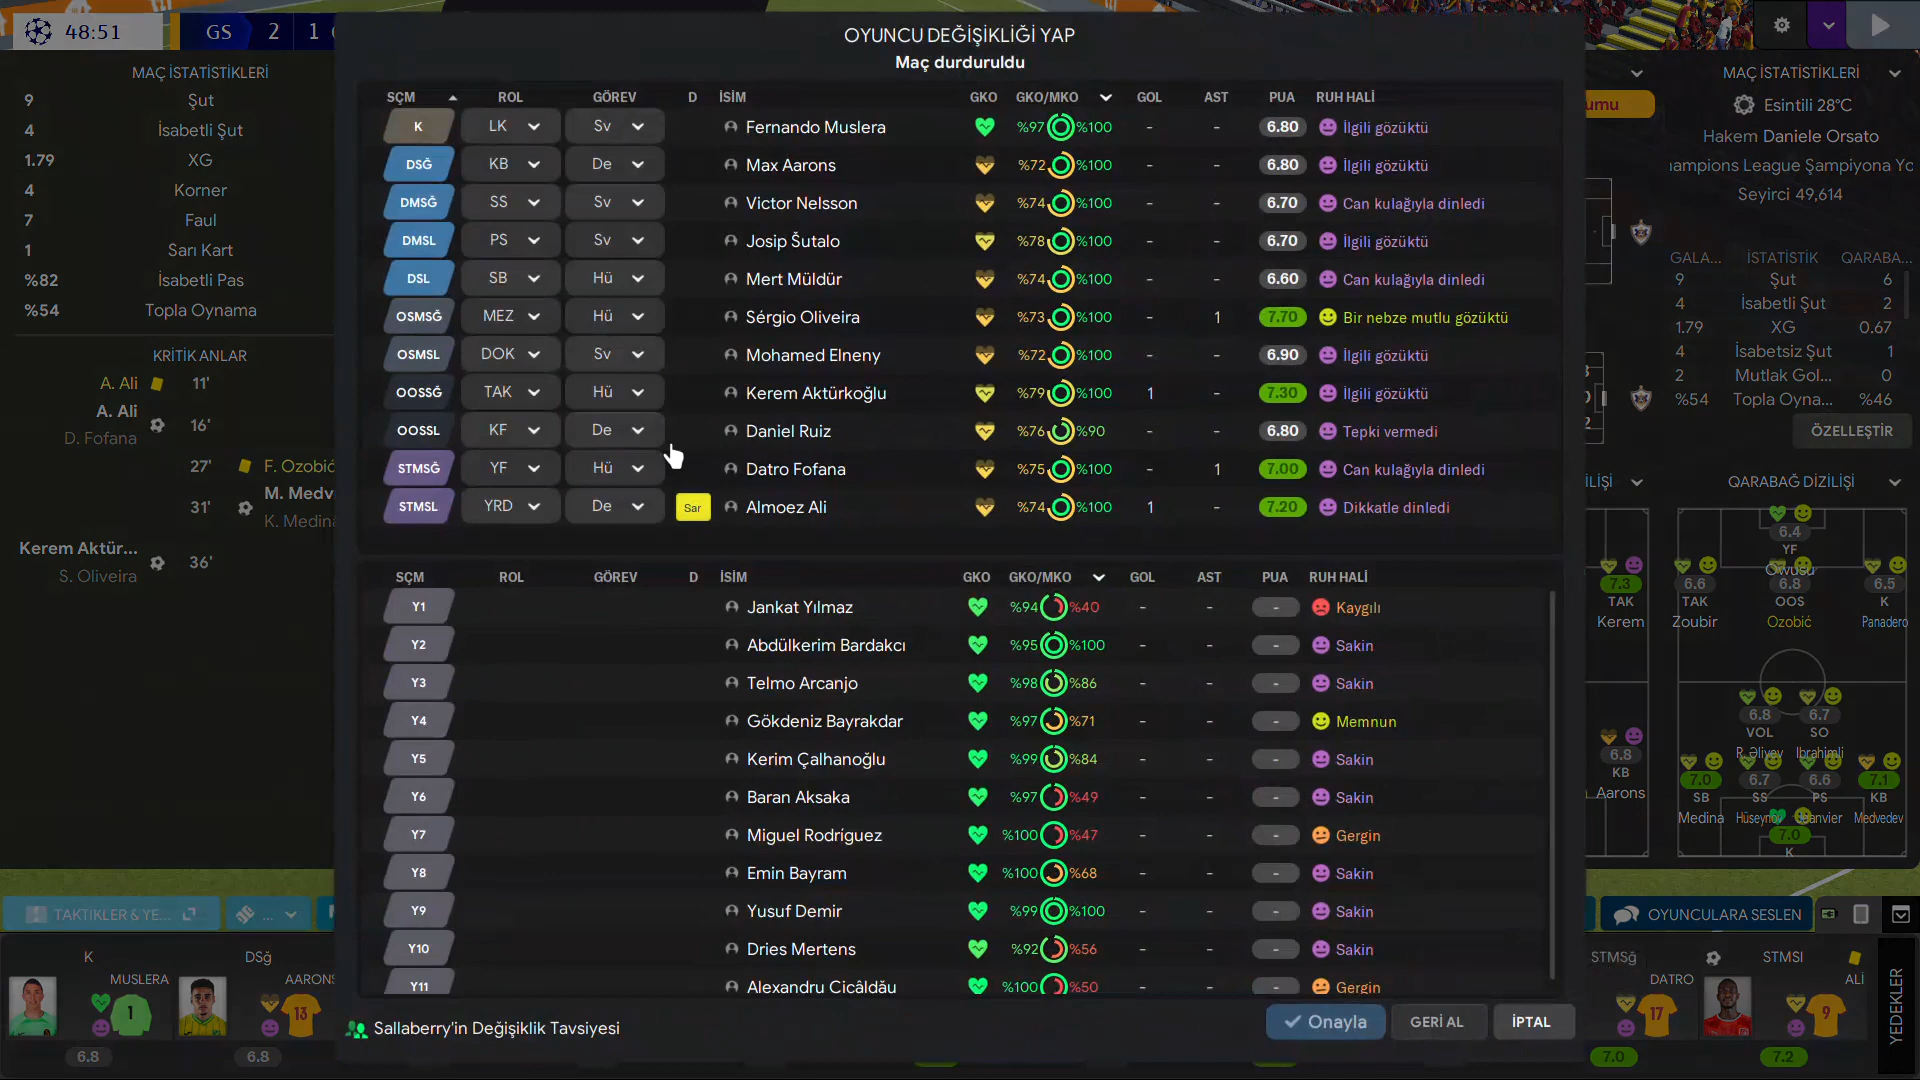 48:51
GS 2 1
OYUNCU DEĞİŞİKLİĞİ YAP
Maç durduruldu
MAÇ İSTATİSTİKLERİ
9 Şut
4 İsabetli Şut
1.79 XG
4 Korner
7 Faul
1 Sarı Kart
%82 İsabetli Pas
%54 Topla Oynama
KRİTİK ANLAR
A. Ali 11'
A. Ali 16'
D. Fofana
27' F. Ozobić
31' M. Medv
K. Medina
Kerem Aktür... 36'
S. Oliveira
SÇM ROL GÖREV D İSİM GKO GKO/MKO GOL AST PUA RUH HALİ
K LK Sv Fernando Muslera %97 %100 - - 6.80 İlgili gözüktü
DSĞ KB De Max Aarons %72 %100 - - 6.80 İlgili gözüktü
DMSĞ SS Sv Victor Nelsson %74 %100 - - 6.70 Can kulağıyla dinledi
DMSL PS Sv Josip Šutalo %78 %100 - - 6.70 İlgili gözüktü
DSL SB Hü Mert Müldür %74 %100 - - 6.60 Can kulağıyla dinledi
OSMSĞ MEZ Hü Sérgio Oliveira %73 %100 - 1 7.70 Bir nebze mutlu gözüktü
OSMSL DOK Sv Mohamed Elneny %72 %100 - - 6.90 İlgili gözüktü
OOSSĞ TAK Hü Kerem Aktürkoğlu %79 %100 1 - 7.30 İlgili gözüktü
OOSSL KF De Daniel Ruiz %76 %90 - - 6.80 Tepki vermedi
STMSĞ YF Hü Datro Fofana %75 %100 - 1 7.00 Can kulağıyla dinledi
STMSL YRD De Sar Almoez Ali %74 %100 1 - 7.20 Dikkatle dinledi
SÇM ROL GÖREV D İSİM GKO GKO/MKO GOL AST PUA RUH HALİ
Y1 Jankat Yılmaz %94 %40 - - - Kaygılı
Y2 Abdülkerim Bardakcı %95 %100 - - - Sakin
Y3 Telmo Arcanjo %98 %86 - - - Sakin
Y4 Gökdeniz Bayrakdar %97 %71 - - - Memnun
Y5 Kerim Çalhanoğlu %99 %84 - - - Sakin
Y6 Baran Aksaka %97 %49 - - - Sakin
Y7 Miguel Rodríguez %100 %47 - - - Gergin
Y8 Emin Bayram %100 %68 - - - Sakin
Y9 Yusuf Demir %99 %100 - - - Sakin
Y10 Dries Mertens %92 %56 - - - Sakin
Y11 Alexandru Cicâldău %100 %50 - - - Gergin
Sallaberry'in Değişiklik Tavsiyesi
Onayla GERİ AL İPTAL
umu
MAÇ İSTATİSTİKLERİ
Esintili 28°C
Hakem Daniele Orsato
hampions League Şampiyona Yo
Seyirci 49,614
GALA... İSTATİSTİK QARABA...
9 Şut 6
4 İsabetli Şut 2
1.79 XG 0.67
4 İsabetsiz Şut 1
2 Mutlak Gol... 0
%54 Topla Oyna... %46
ÖZELLEŞTİR
İLİŞİ QARABAĞ DİZİLİŞİ
6.4
YF
Owusu
7.3 6.6 6.8 6.5
TAK TAK OOS K
Kerem Zoubir Ozobić Panadero
6.8 6.7
VOL SO
R.Əliyev Ibrahimli
6.8
KB
Aarons
7.0 6.7 6.6 7.1
SB SS PS KB
Medina Hüseynov Medvedev
7.0
K
TAKTİKLER & YE... ...
OYUNCULARA SESLEN
K DSğ
MUSLERA AARONS
1 13
6.8 6.8
STMSğ STMSl
DATRO ALİ
17 9
7.0 7.2
YEDEKLER